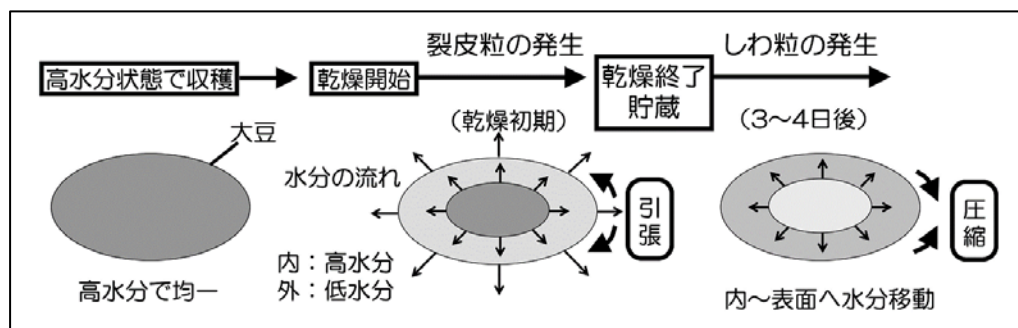 裂皮粒の発生
しわ粒の発生
高水分状態で収穫
乾燥開始
乾燥終了
貯蔵
(乾燥初期)
(3〜4日後)
大豆
水分の流れ
引張
圧縮
内：高水分
外：低水分
高水分で均一
内〜表面へ水分移動